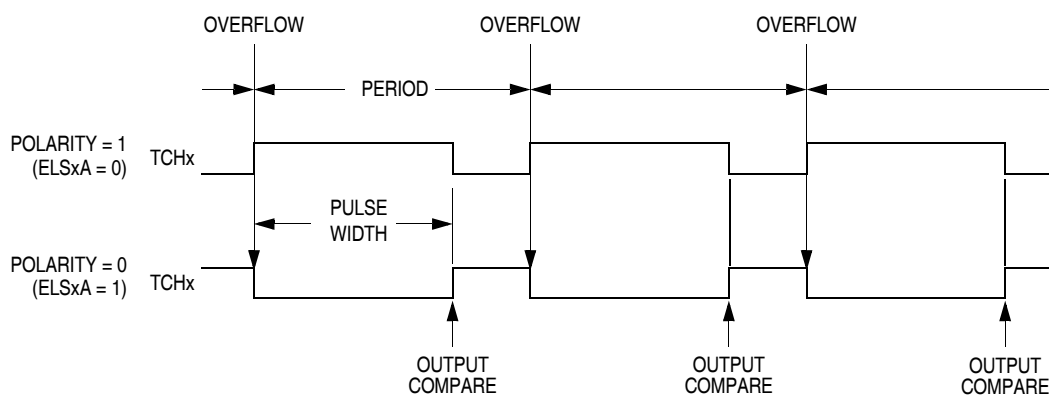 OVERFLOW OVERFLOW OVERFLOW
PERIOD
POLARITY = 1
(ELSxA = 0)
TCHx
PULSE
WIDTH
POLARITY = 0
(ELSxA = 1)
TCHx
OUTPUT
COMPARE
OUTPUT
COMPARE
OUTPUT
COMPARE